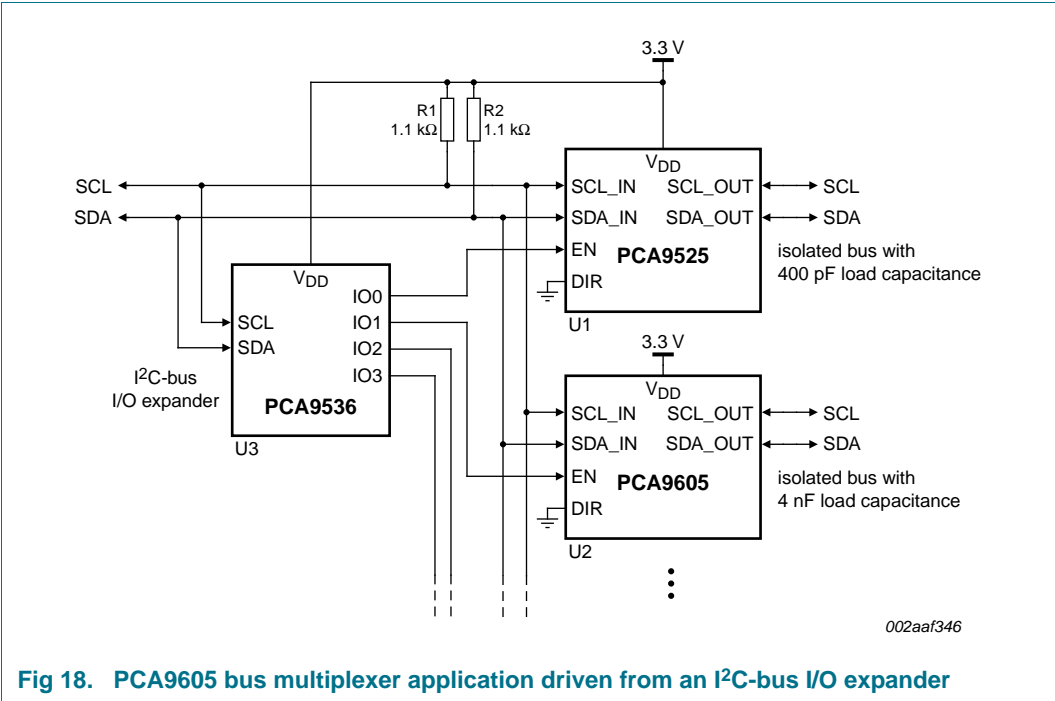 3.3 V
R1
1.1 kΩ
R2
1.1 kΩ
SCL
SDA
VDD
SCL_IN SCL_OUT
SDA_IN SDA_OUT
EN
PCA9525
DIR
U1
SCL
SDA
isolated bus with
400 pF load capacitance
VDD
IO0
SCL IO1
SDA IO2
IO3
PCA9536
U3
I2C-bus
I/O expander
3.3 V
VDD
SCL_IN SCL_OUT
SDA_IN SDA_OUT
EN
PCA9605
DIR
U2
SCL
SDA
isolated bus with
4 nF load capacitance
002aaf346
Fig 18. PCA9605 bus multiplexer application driven from an I2C-bus I/O expander